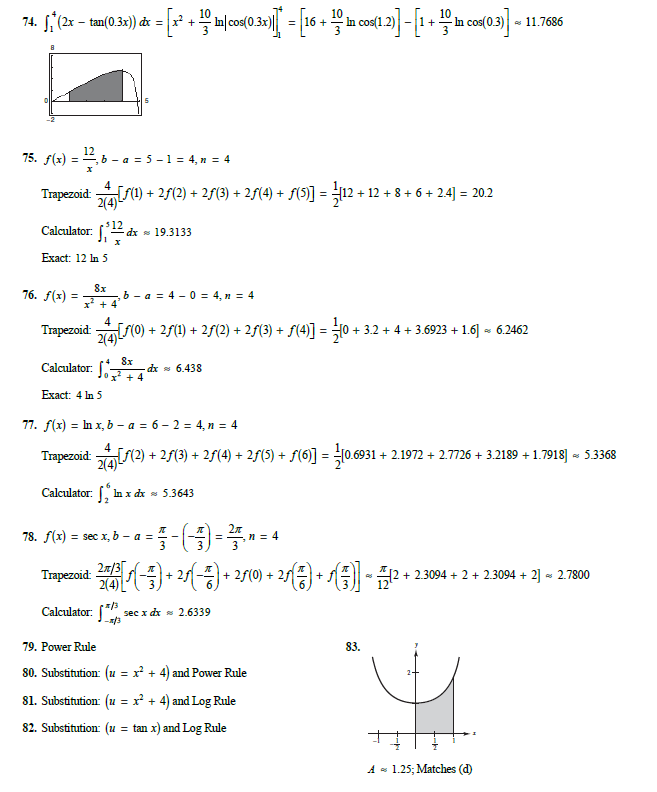 74. ∫₁⁴ (2x − tan(0.3x)) dx = [x² + 10/3 ln|cos(0.3x)|]₁⁴ = [16 + 10/3 ln cos(1.2)] − [1 + 10/3 ln cos(0.3)] ≈ 11.7686
8
0
5
−2
75. f(x) = 12/x, b − a = 5 − 1 = 4, n = 4
Trapezoid: 4/2(4)[f(1) + 2f(2) + 2f(3) + 2f(4) + f(5)] = 1/2[12 + 12 + 8 + 6 + 2.4] = 20.2
Calculator: ∫₁⁵ 12/x dx ≈ 19.3133
Exact: 12 ln 5
76. f(x) = 8x/x² + 4, b − a = 4 − 0 = 4, n = 4
Trapezoid: 4/2(4)[f(0) + 2f(1) + 2f(2) + 2f(3) + f(4)] = 1/2[0 + 3.2 + 4 + 3.6923 + 1.6] ≈ 6.2462
Calculator: ∫₀⁴ 8x/x² + 4 dx ≈ 6.438
Exact: 4 ln 5
77. f(x) = ln x, b − a = 6 − 2 = 4, n = 4
Trapezoid: 4/2(4)[f(2) + 2f(3) + 2f(4) + 2f(5) + f(6)] = 1/2[0.6931 + 2.1972 + 2.7726 + 3.2189 + 1.7918] ≈ 5.3368
Calculator: ∫₂⁶ ln x dx ≈ 5.3643
78. f(x) = sec x, b − a = π/3 − (−π/3) = 2π/3, n = 4
Trapezoid: 2π/3/2(4)[f(−π/3) + 2f(−π/6) + 2f(0) + 2f(π/6) + f(π/3)] ≈ π/12[2 + 2.3094 + 2 + 2.3094 + 2] ≈ 2.7800
Calculator: ∫_{−π/3}^{π/3} sec x dx ≈ 2.6339
79. Power Rule
80. Substitution: (u = x² + 4) and Power Rule
81. Substitution: (u = x² + 4) and Log Rule
82. Substitution: (u = tan x) and Log Rule
83.
y
2
−1 −1/2 1/2 1 x
A ≈ 1.25; Matches (d)